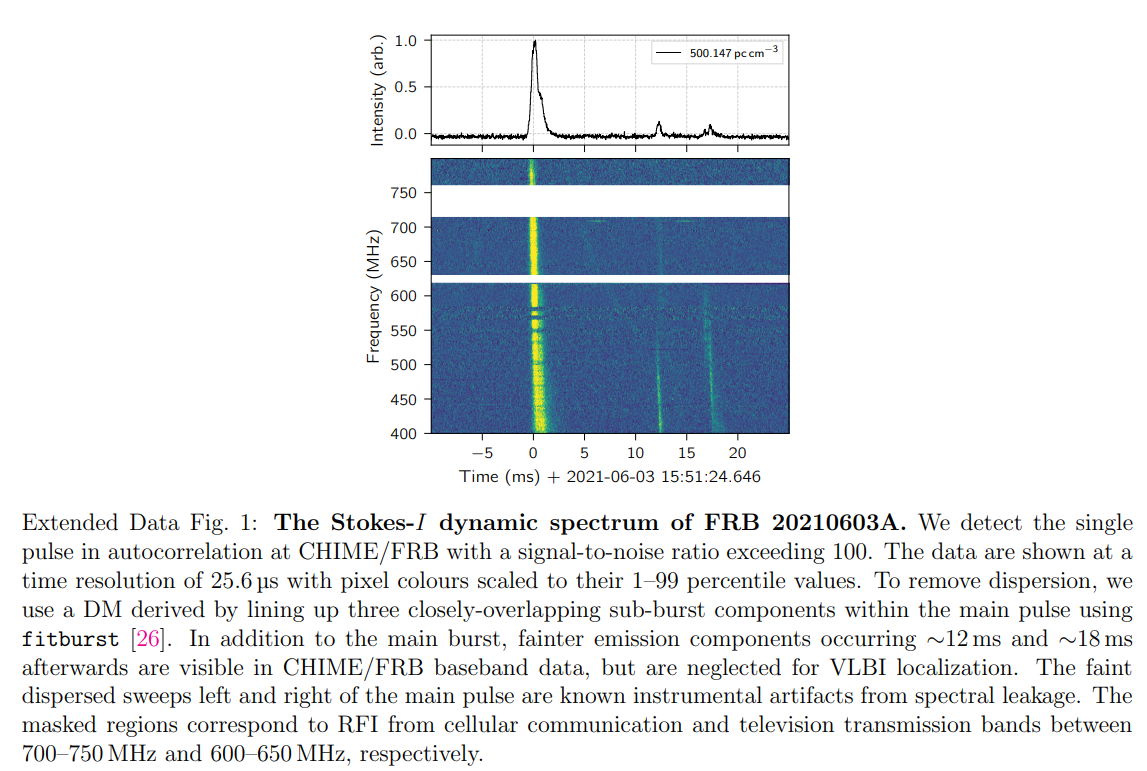 1.0
0.5
0.0
Intensity (arb.)
500.147 pc cm⁻³
750
700
650
600
550
500
450
400
Frequency (MHz)
−5 0 5 10 15 20
Time (ms) + 2021-06-03 15:51:24.646
Extended Data Fig. 1: The Stokes-I dynamic spectrum of FRB 20210603A. We detect the single
pulse in autocorrelation at CHIME/FRB with a signal-to-noise ratio exceeding 100. The data are shown at a
time resolution of 25.6 µs with pixel colours scaled to their 1–99 percentile values. To remove dispersion, we
use a DM derived by lining up three closely-overlapping sub-burst components within the main pulse using
fitburst [26]. In addition to the main burst, fainter emission components occurring ∼12 ms and ∼18 ms
afterwards are visible in CHIME/FRB baseband data, but are neglected for VLBI localization. The faint
dispersed sweeps left and right of the main pulse are known instrumental artifacts from spectral leakage. The
masked regions correspond to RFI from cellular communication and television transmission bands between
700–750 MHz and 600–650 MHz, respectively.